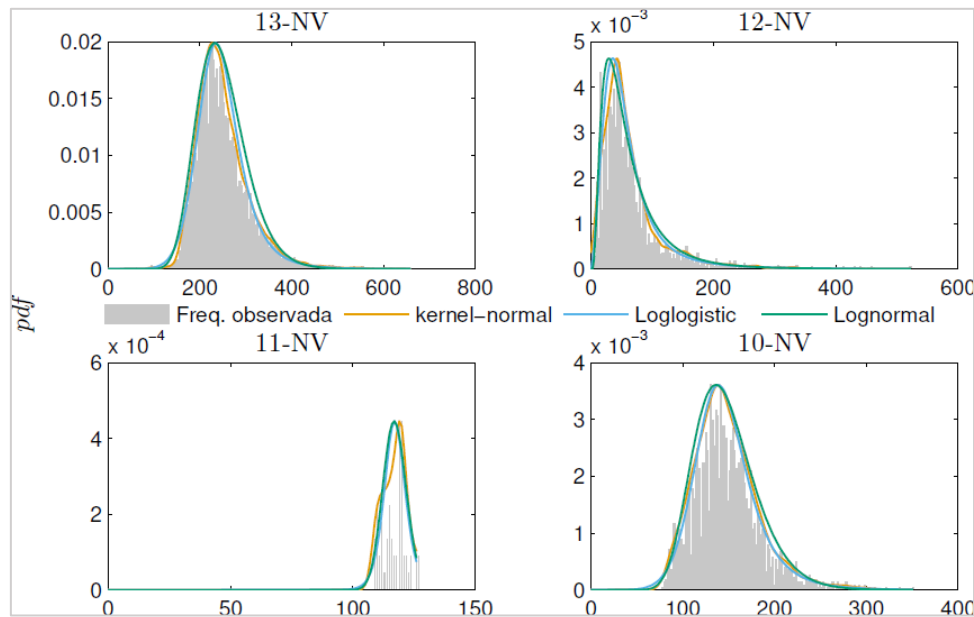 13-NV
12-NV
0.02
0.015
0.01
0.005
0
0 200 400 600 800
x 10⁻³
5
4
3
2
1
0
0 200 400 600
pdf
Freq. observada kernel-normal Loglogistic Lognormal
11-NV
10-NV
x 10⁻⁴
6
4
2
0
0 50 100 150
x 10⁻³
4
3
2
1
0
0 100 200 300 400